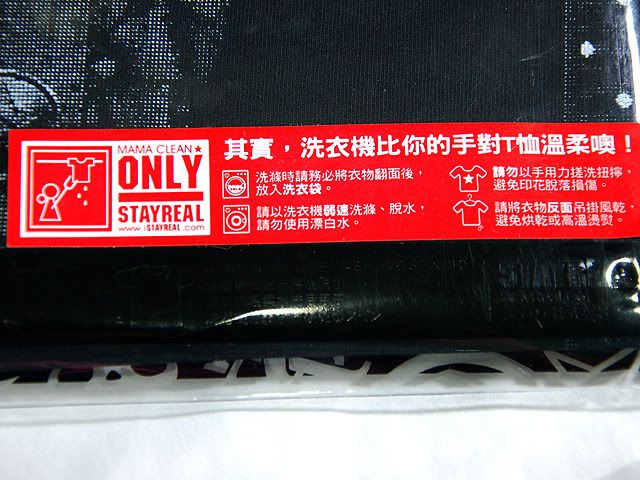 MAMA CLEAN★
ONLY
STAYREAL
www.iSTAYREAL.com
其實，洗衣機比你的手對T恤溫柔噢！
洗滌時請務必將衣物翻面後，
放入洗衣袋。
請以洗衣機弱速洗滌、脫水，
請勿使用漂白水。
請勿以手用力搓洗扭擰，
避免印花脫落損傷。
請將衣物反面吊掛風乾，
避免烘乾或高溫燙熨。